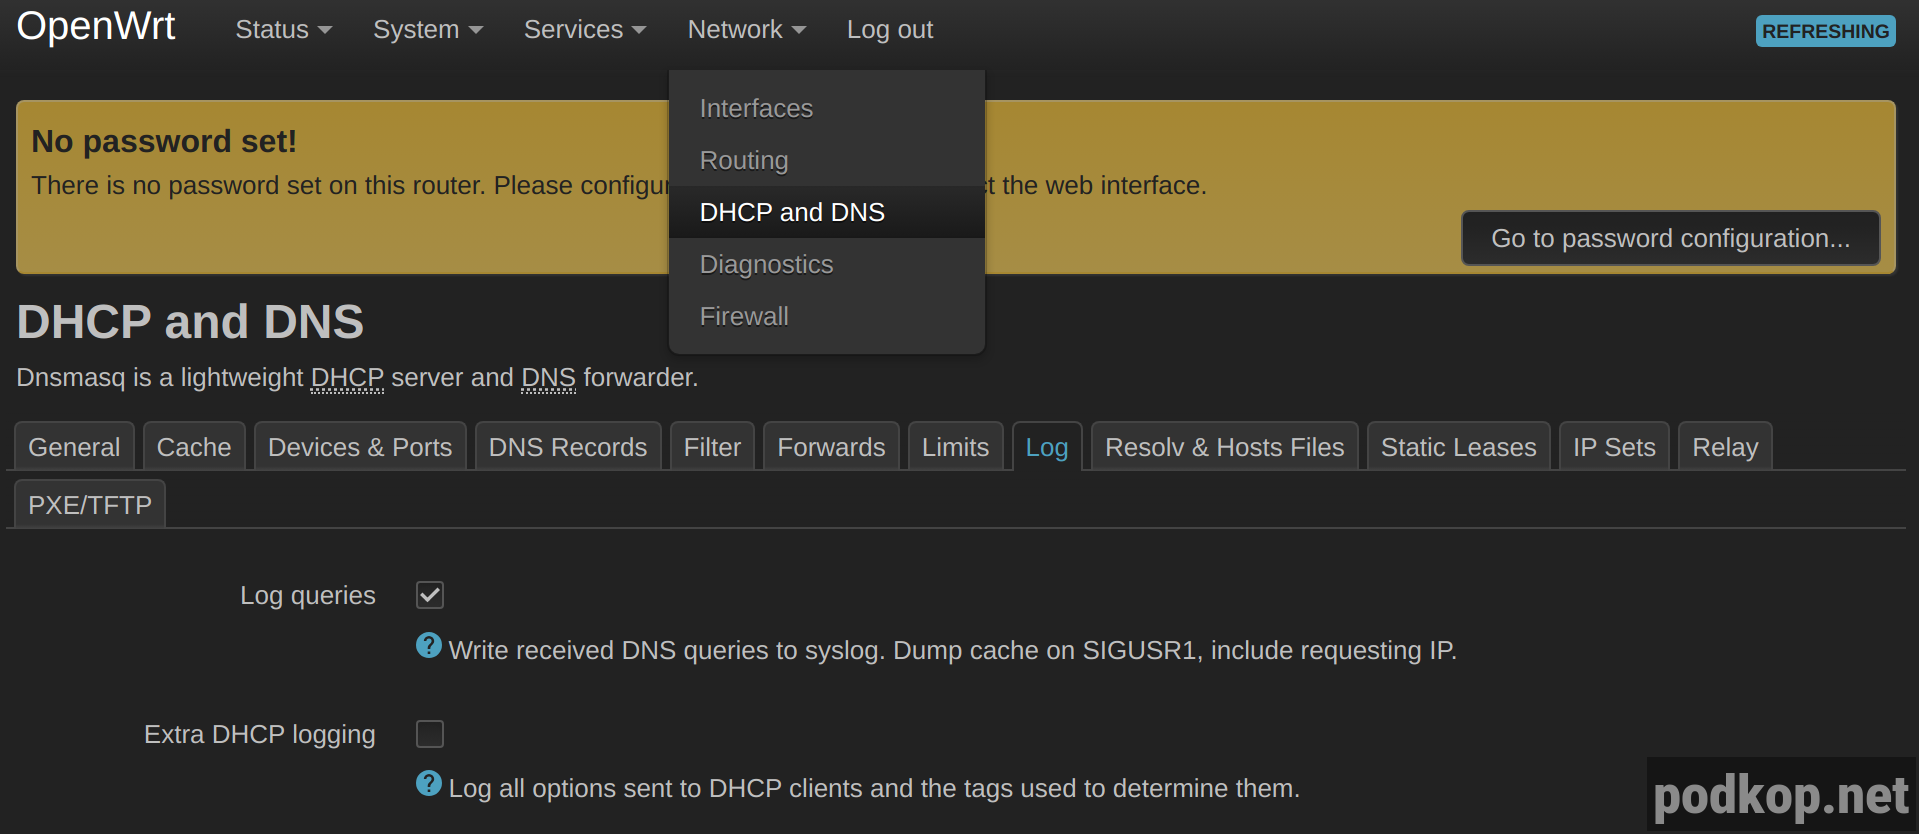 OpenWrt Status System Services Network Log out REFRESHING
Interfaces
Routing
DHCP and DNS
Diagnostics
Firewall
No password set!
There is no password set on this router. Please ct the web interface.
Go to password configuration...
DHCP and DNS
Dnsmasq is a lightweight DHCP server and DNS forwarder.
General Cache Devices & Ports DNS Records Filter Forwards Limits Log Resolv & Hosts Files Static Leases IP Sets Relay
PXE/TFTP
Log queries
Write received DNS queries to syslog. Dump cache on SIGUSR1, include requesting IP.
Extra DHCP logging
Log all options sent to DHCP clients and the tags used to determine them.
podkop.net